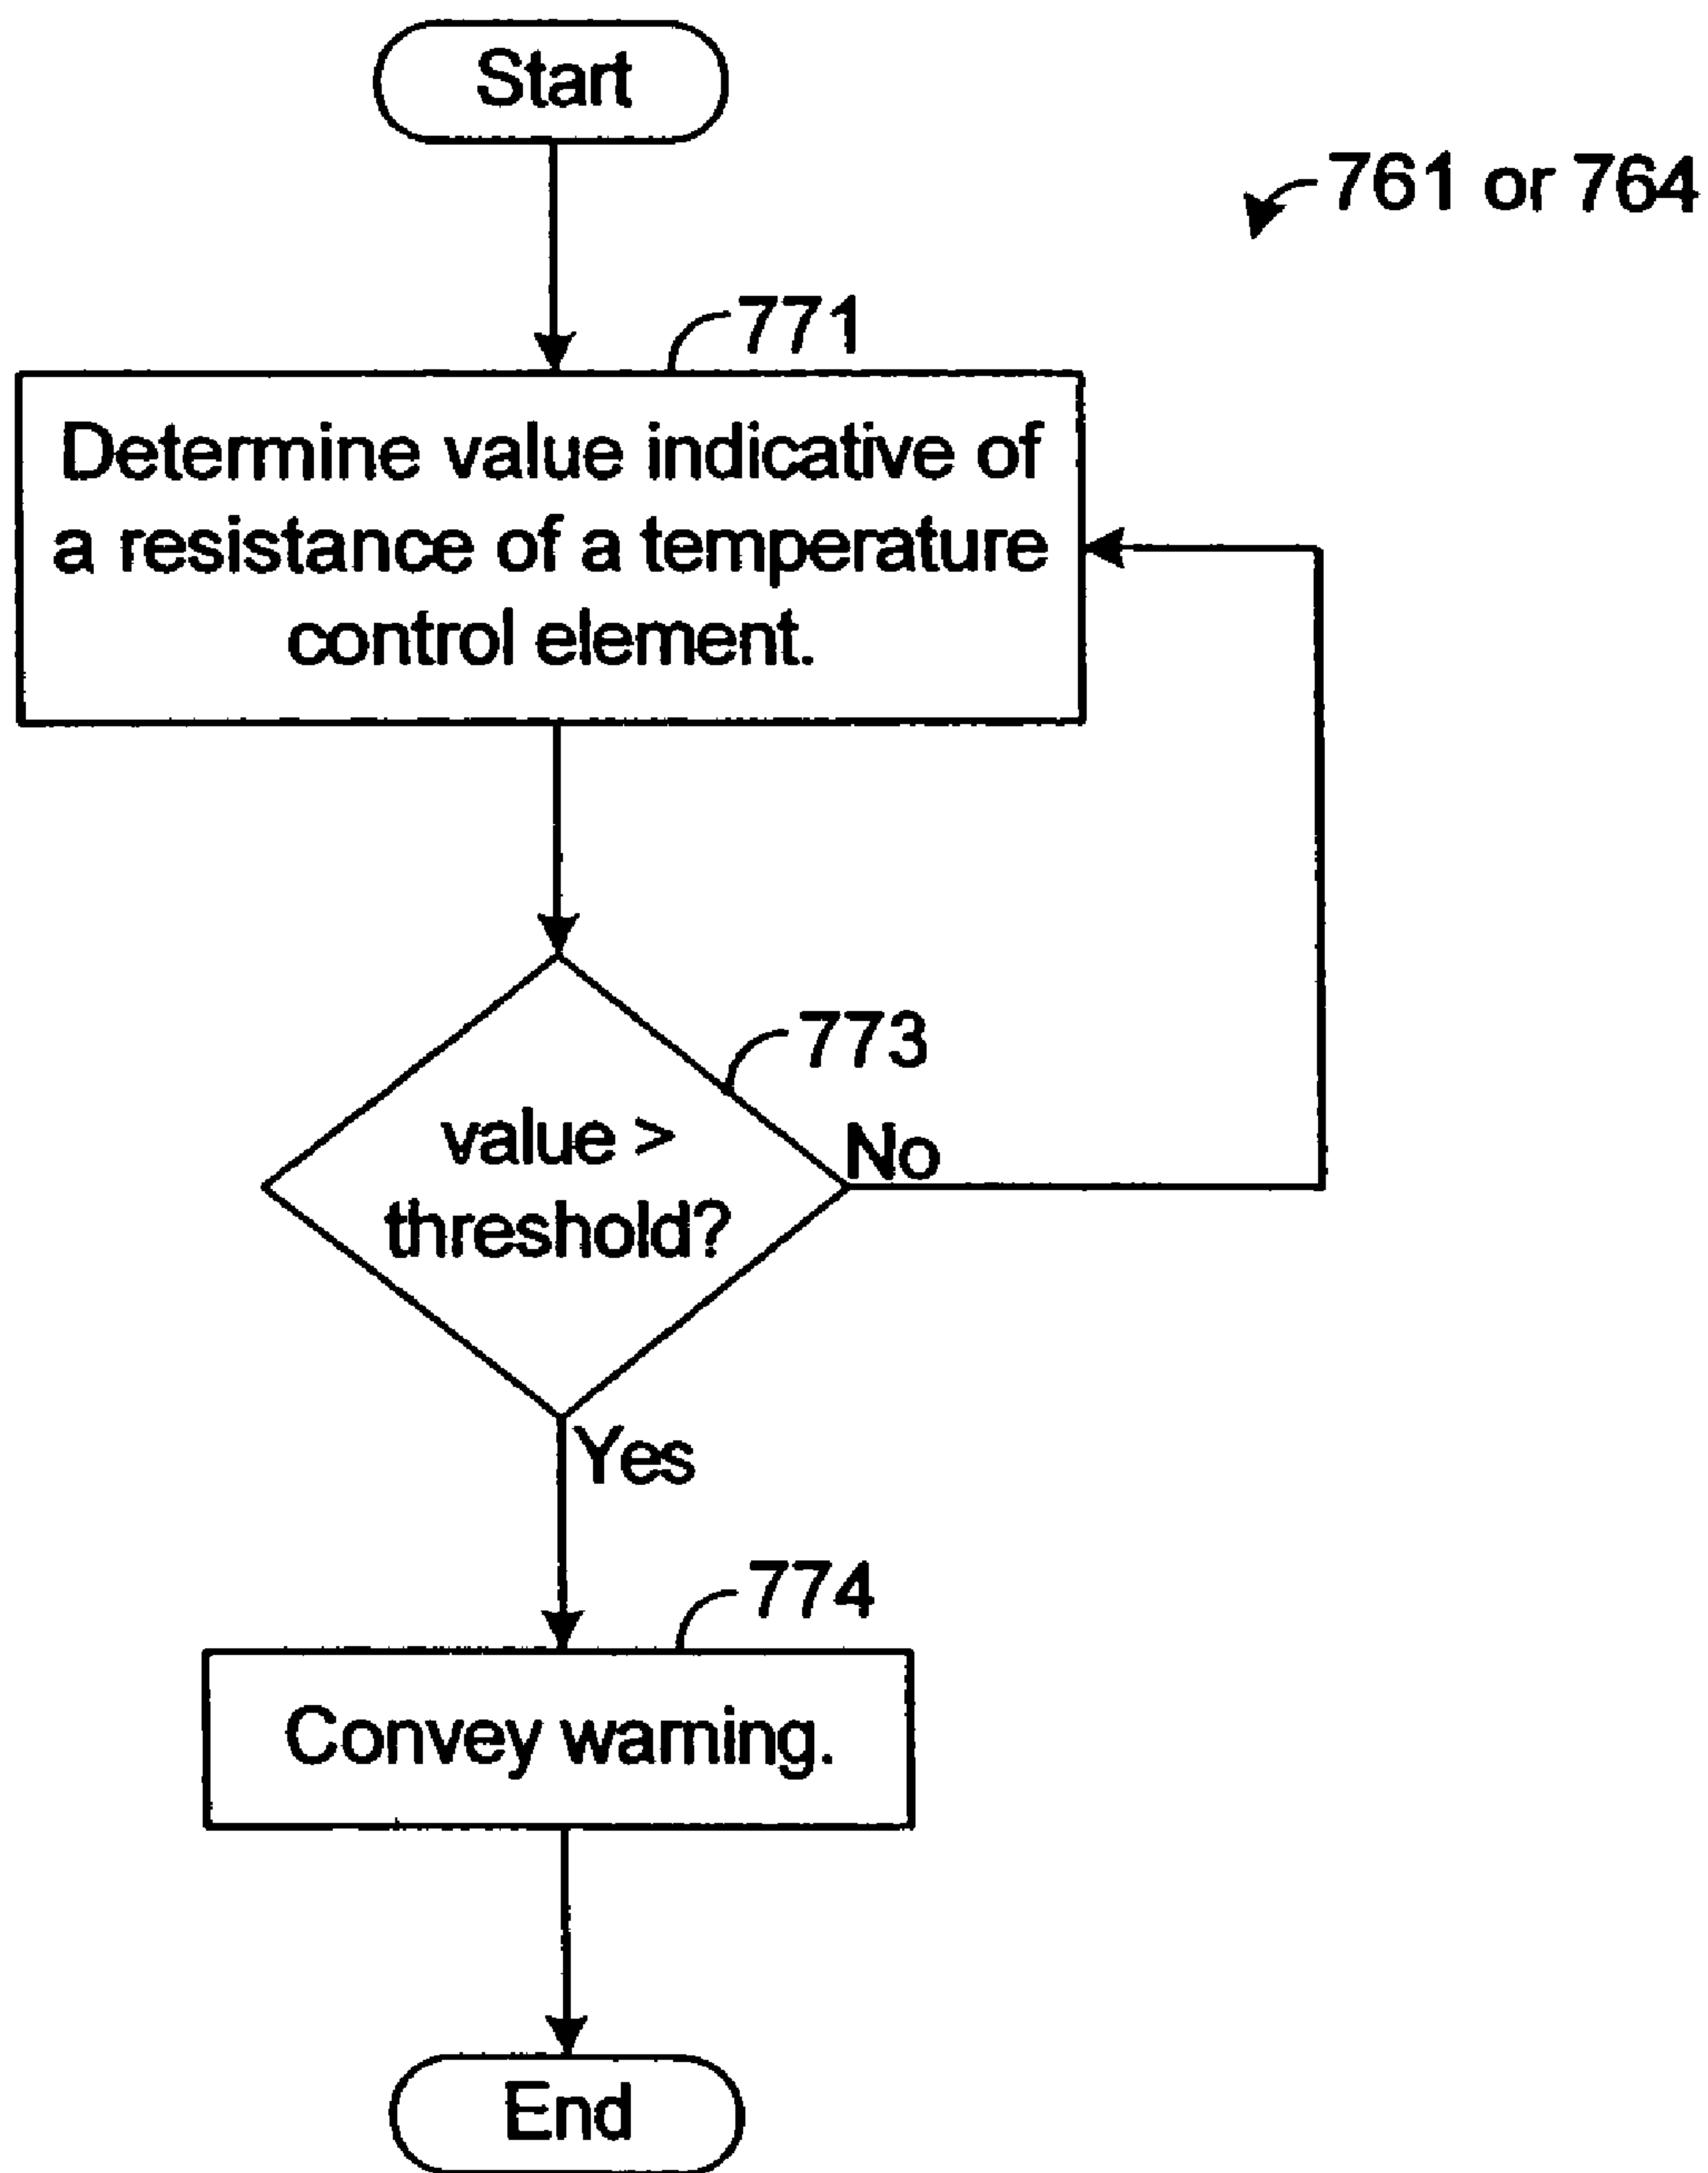 Start
761 or 764
771
Determine value indicative of
a resistance of a temperature
control element.
773
value >
threshold?
No
Yes
774
Convey warning.
End